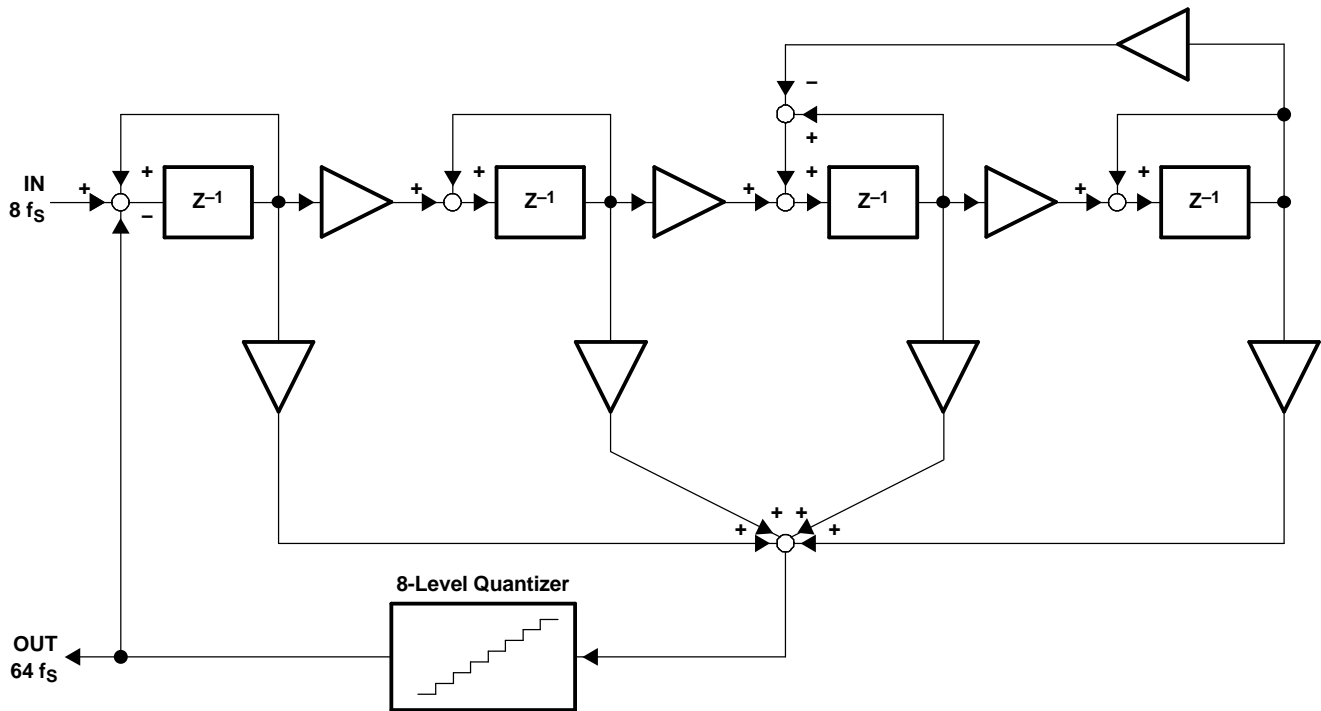 –
+
+
+
IN
8 fS
+
–
Z–1
+
+
Z–1
+
+
Z–1
+
+
Z–1
+
+
+
+
8-Level Quantizer
OUT
64 fS